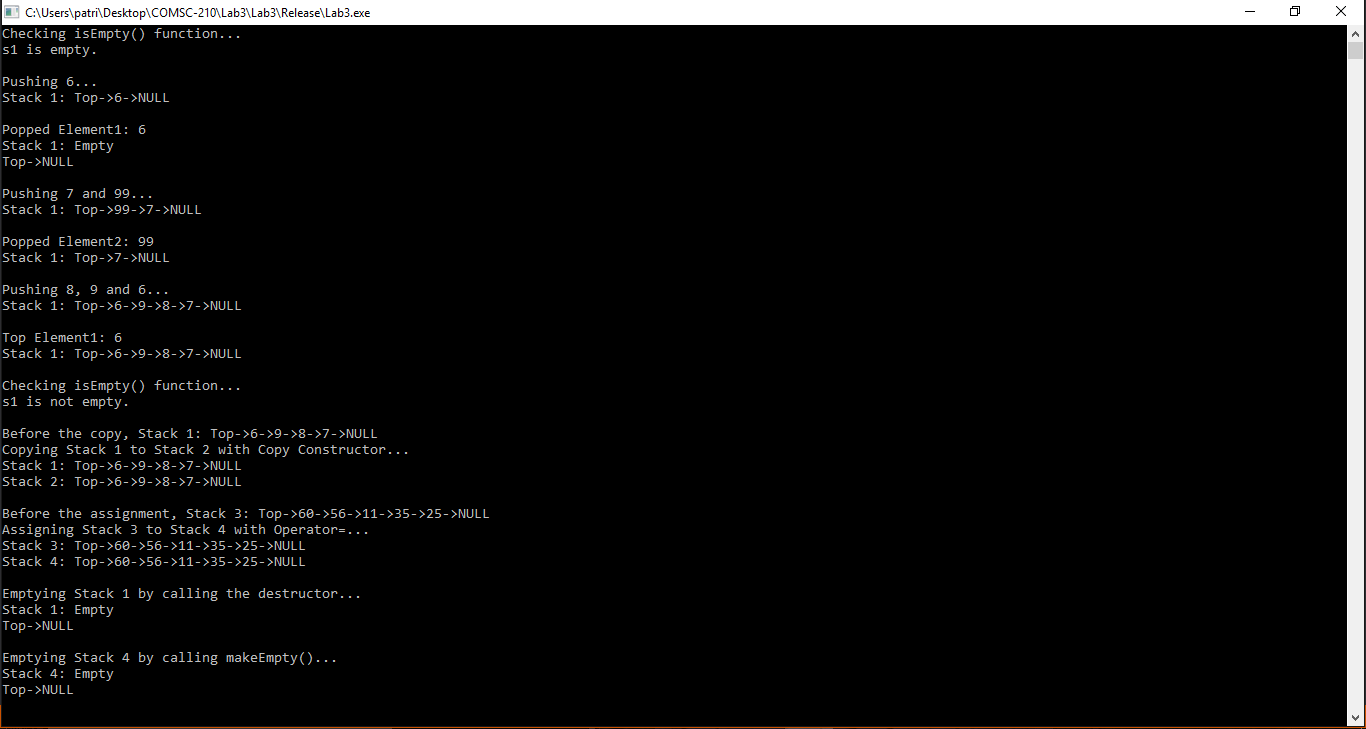 C:\Users\patri\Desktop\COMSC-210\Lab3\Lab3\Release\Lab3.exe
Checking isEmpty() function...
s1 is empty.
Pushing 6...
Stack 1: Top->6->NULL
Popped Element1: 6
Stack 1: Empty
Top->NULL
Pushing 7 and 99...
Stack 1: Top->99->7->NULL
Popped Element2: 99
Stack 1: Top->7->NULL
Pushing 8, 9 and 6...
Stack 1: Top->6->9->8->7->NULL
Top Element1: 6
Stack 1: Top->6->9->8->7->NULL
Checking isEmpty() function...
s1 is not empty.
Before the copy, Stack 1: Top->6->9->8->7->NULL
Copying Stack 1 to Stack 2 with Copy Constructor...
Stack 1: Top->6->9->8->7->NULL
Stack 2: Top->6->9->8->7->NULL
Before the assignment, Stack 3: Top->60->56->11->35->25->NULL
Assigning Stack 3 to Stack 4 with Operator=...
Stack 3: Top->60->56->11->35->25->NULL
Stack 4: Top->60->56->11->35->25->NULL
Emptying Stack 1 by calling the destructor...
Stack 1: Empty
Top->NULL
Emptying Stack 4 by calling makeEmpty()...
Stack 4: Empty
Top->NULL